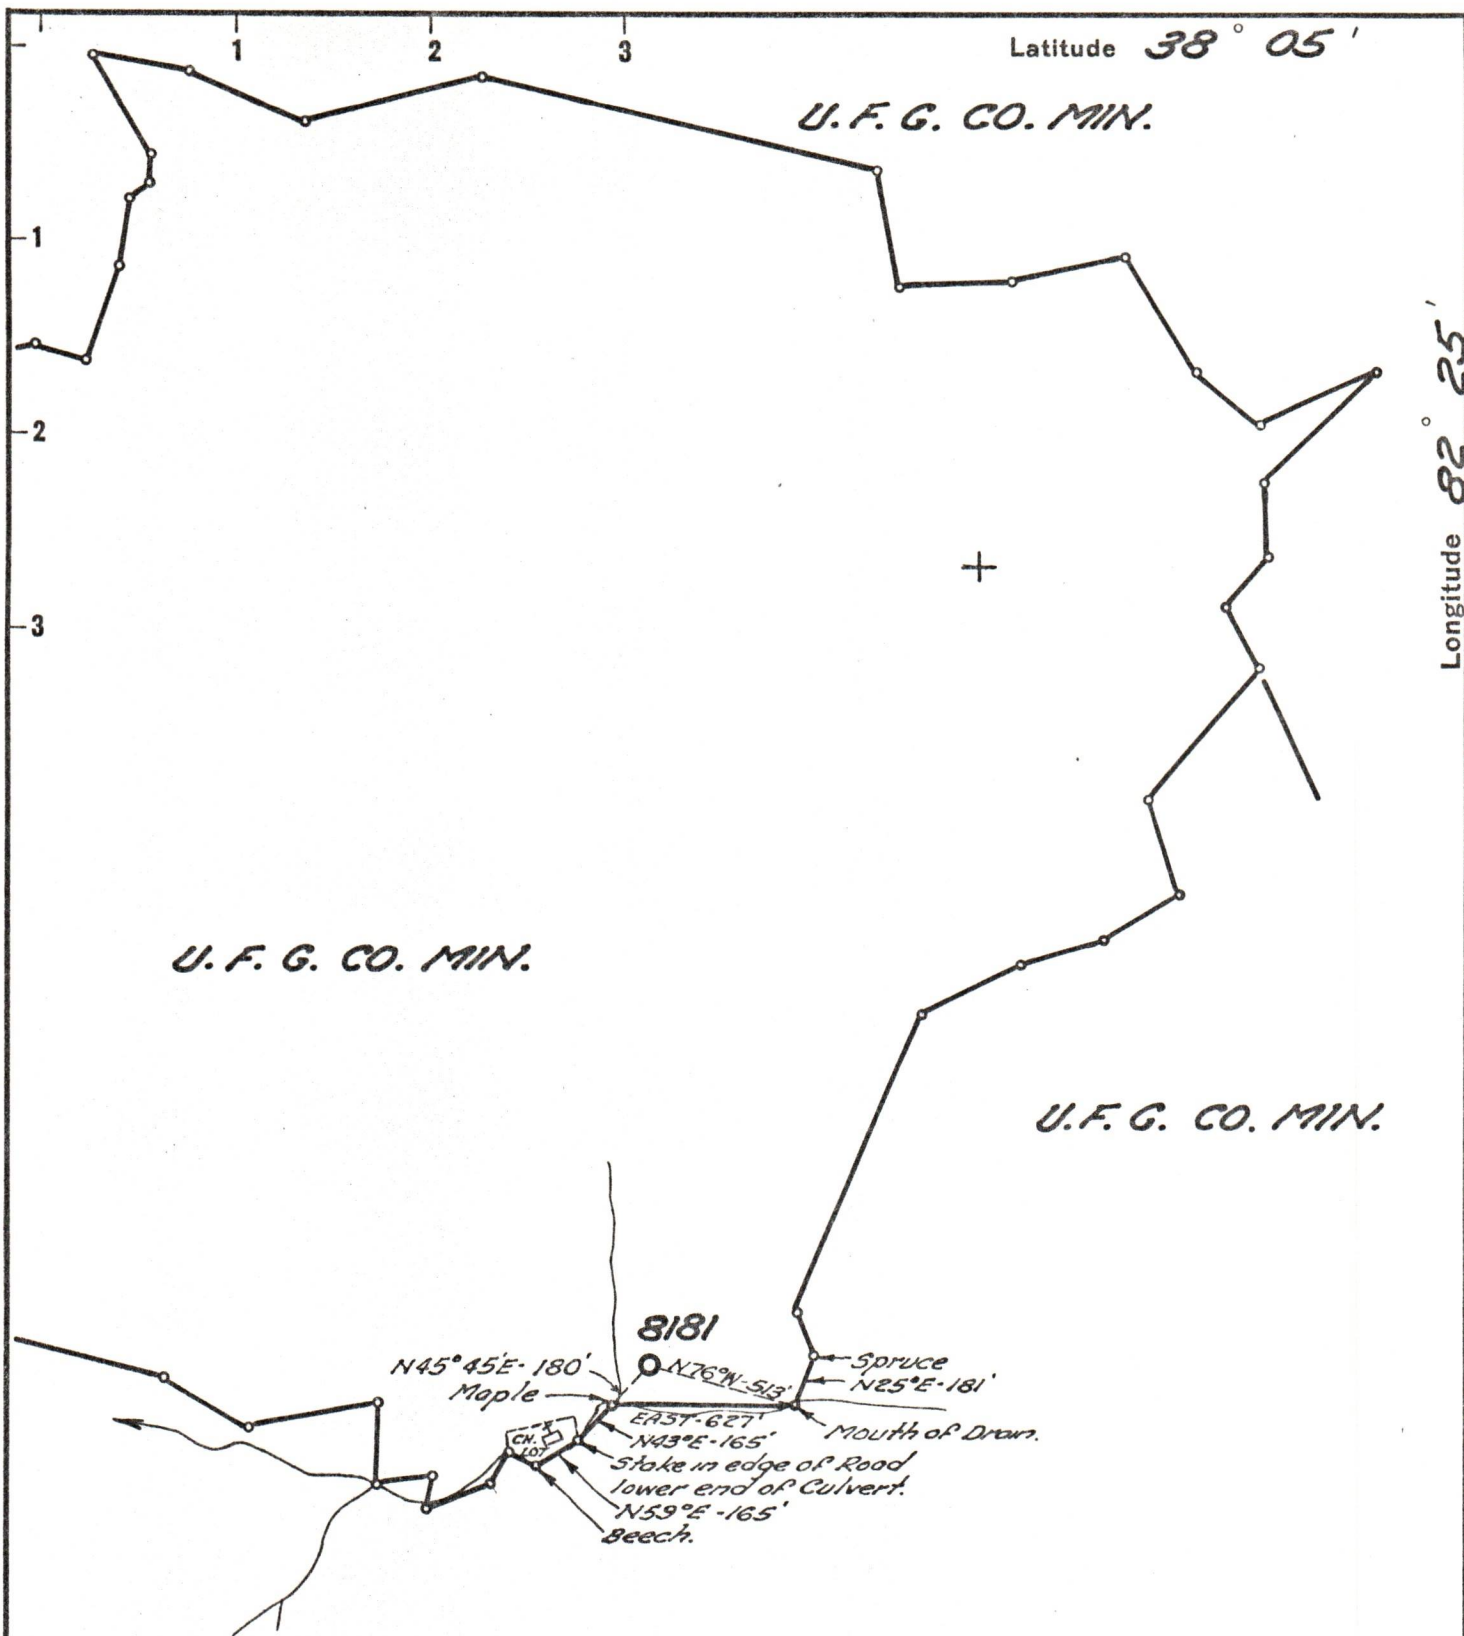 1 2 3
Latitude 38° 05'
U.F.G. CO. MIN.
1
Longitude 82° 25'
2
3
U.F.G. CO. MIN.
U.F.G. CO. MIN.
8181
N45°45'E-180'
N76°W-513'
Spruce
N25°E-181'
Maple
EAST-627'
Mouth of Drain.
CH.
LOT
N43°E-165'
Stake in edge of Road
lower end of Culvert.
N59°E-165'
Beech.